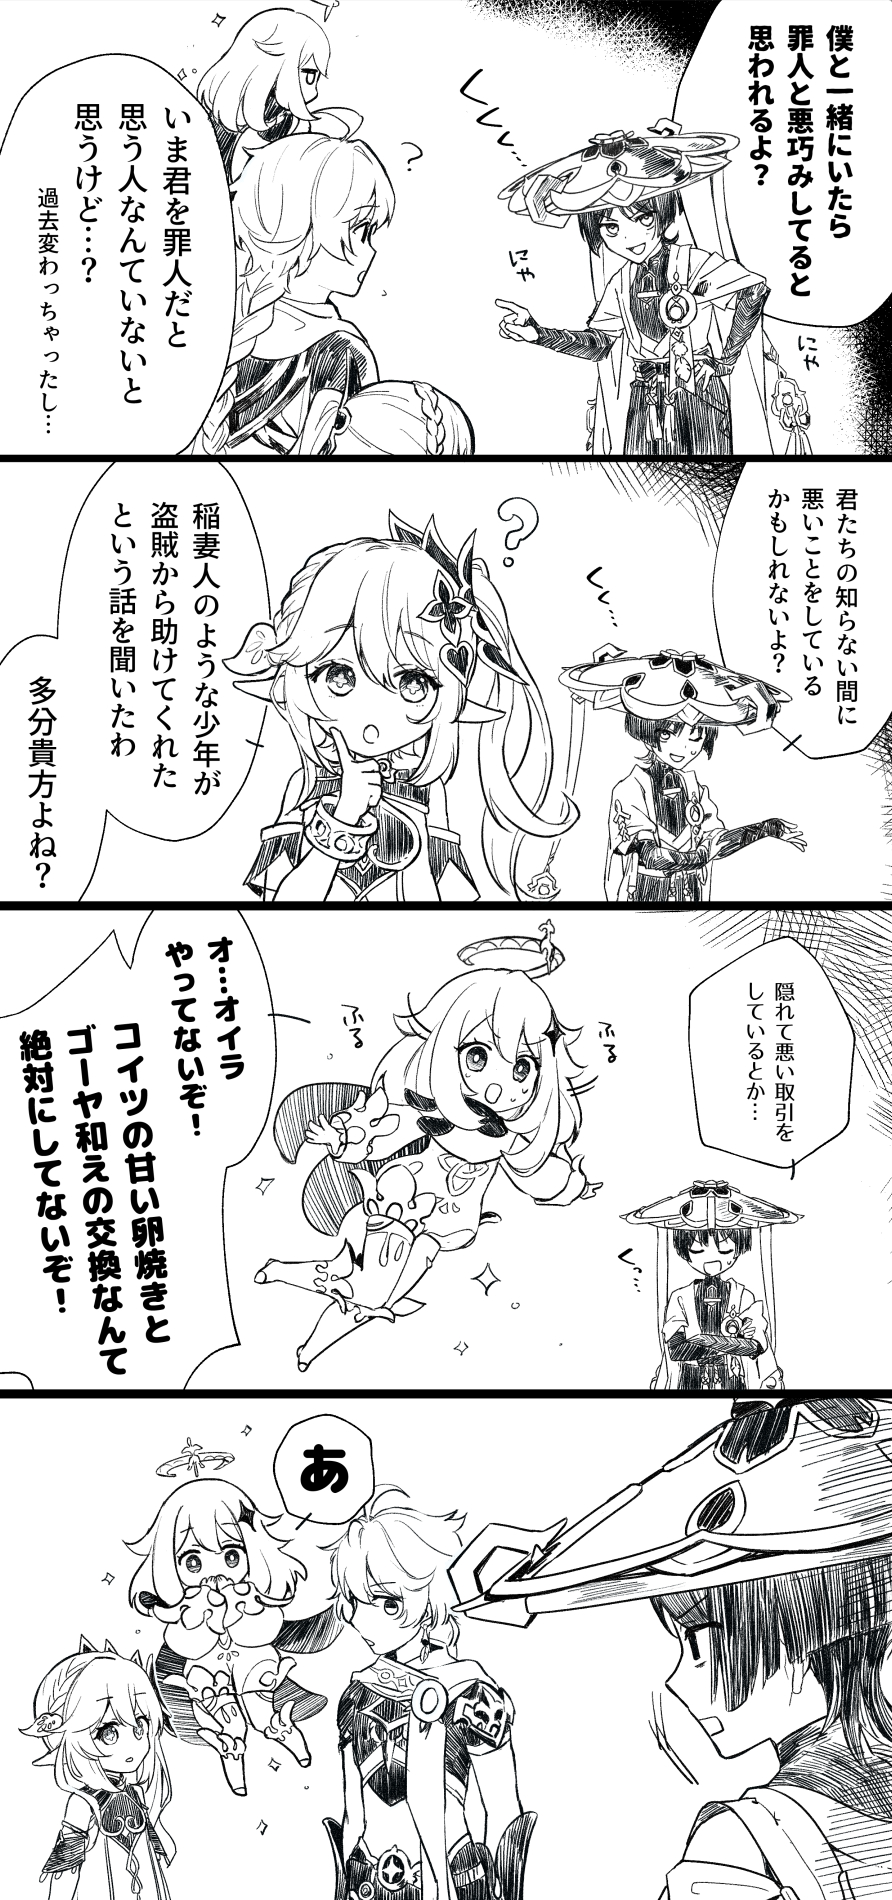 僕と一緒にいたら
罪人と悪巧みしてると
思われるよ?
にゃ
にゃ
?
いま君を罪人だと
思う人なんていないと
思うけど…?
過去変わっちゃったし…
君たちの知らない間に
悪いことをしている
かもしれないよ?
?
稲妻人のような少年が
盗賊から助けてくれた
という話を聞いたわ
多分貴方よね?
隠れて悪い取引を
しているとか…
くっ…
ふる
ふる
オ…オイラ
やってないぞ!
コイツの甘い卵焼きと
ゴーヤ和えの交換なんて
絶対にしてないぞ!
あ